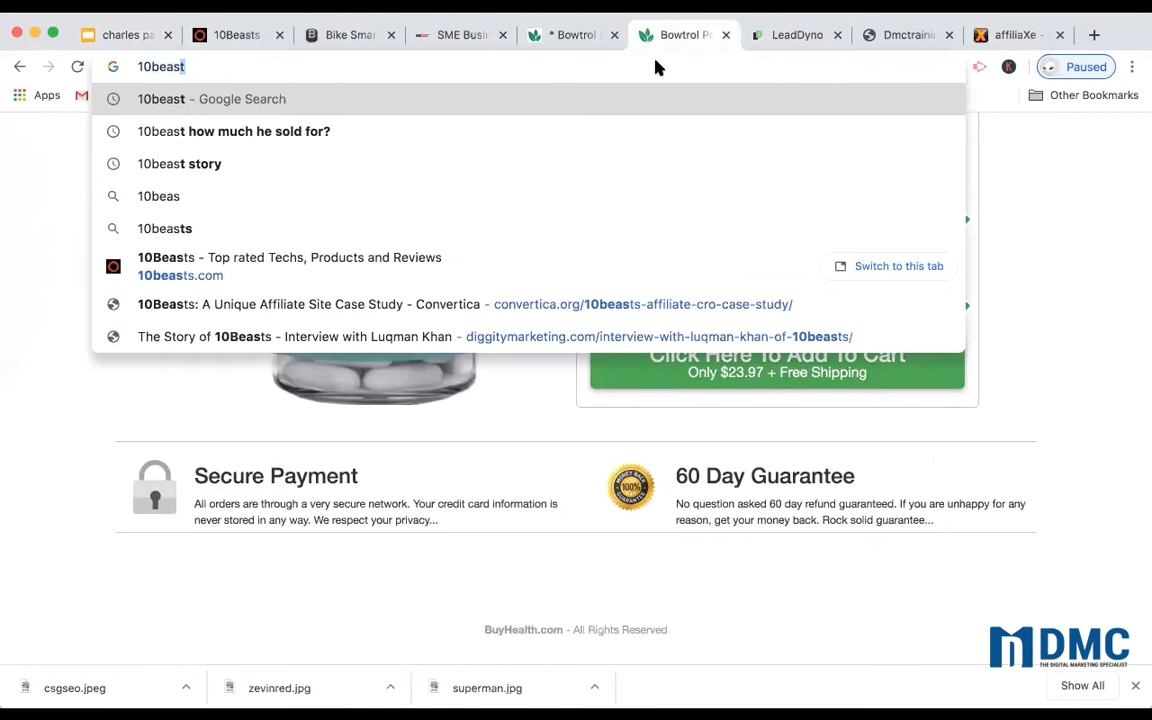 charles pa
10Beasts
Bike Smar
SME Busi
* Bowtrol
Bowtrol Pr
LeadDyno
Dmctraini
affiliaXe -
10beast
Paused
Apps
Other Bookmarks
10beast - Google Search
10beast how much he sold for?
10beast story
10beas
10beasts
10Beasts - Top rated Techs, Products and Reviews
10beasts.com
Switch to this tab
10Beasts: A Unique Affiliate Site Case Study - Convertica - convertica.org/10beasts-affiliate-cro-case-study/
The Story of 10Beasts - Interview with Luqman Khan - diggitymarketing.com/interview-with-luqman-khan-of-10beasts/
Click Here To Add To Cart
Only $23.97 + Free Shipping
Secure Payment
All orders are through a very secure network. Your credit card information is
never stored in any way. We respect your privacy...
100%
60 Day Guarantee
No question asked 60 day refund guaranteed. If you are unhappy for any
reason, get your money back. Rock solid guarantee...
BuyHealth.com - All Rights Reserved
DMC
THE DIGITAL MARKETING SPECIALIST
csgseo.jpeg
zevinred.jpg
superman.jpg
Show All